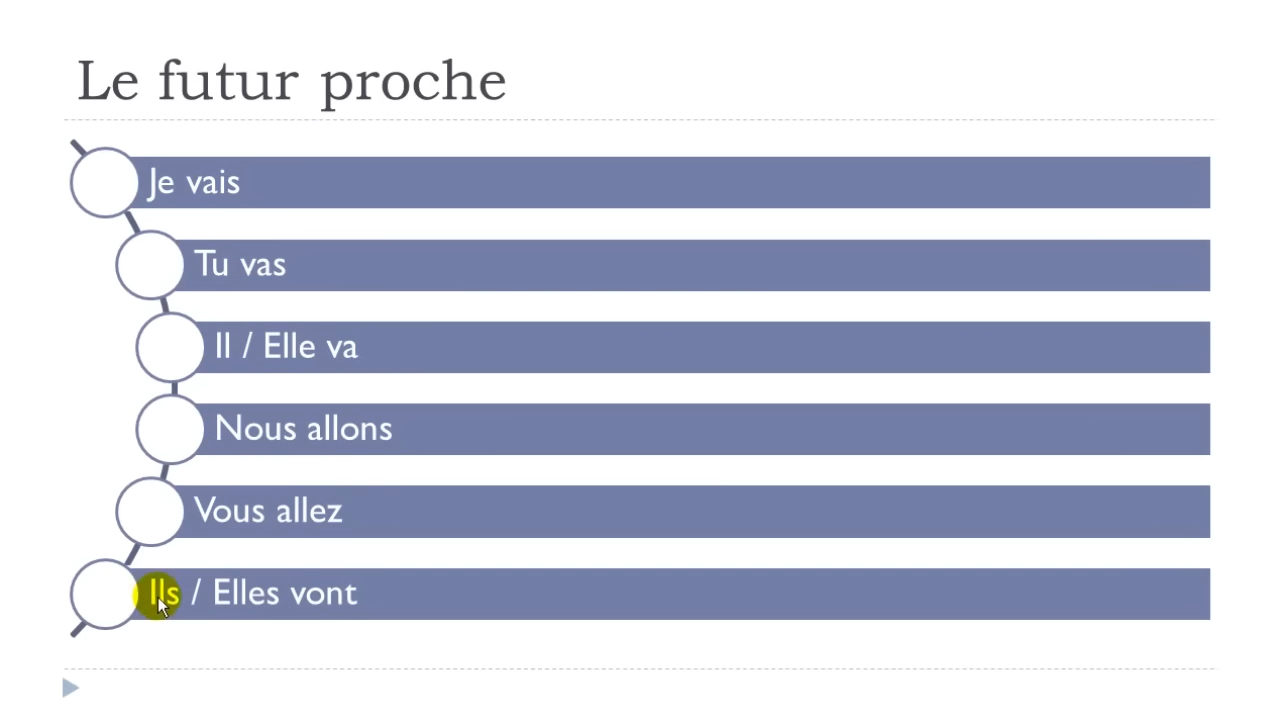 Le futur proche
Je vais
Tu vas
Il / Elle va
Nous allons
Vous allez
Ils / Elles vont